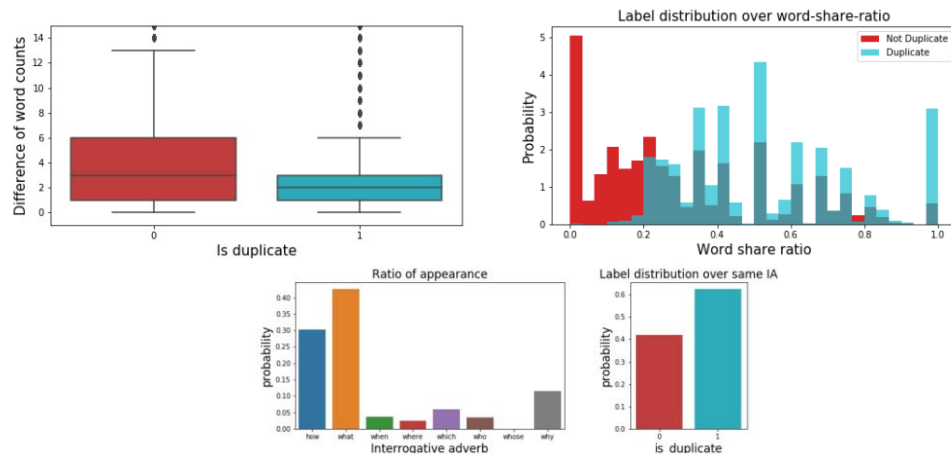 Difference of word counts
14
12
10
8
6
4
2
0
0
1
Is duplicate
Label distribution over word-share-ratio
Not Duplicate
Duplicate
Probability
5
4
3
2
1
0
0.0
0.2
0.4
0.6
0.8
1.0
Word share ratio
Ratio of appearance
probability
0.40
0.35
0.30
0.25
0.20
0.15
0.10
0.05
0.00
how
what
when
where
which
who
whose
why
Interrogative adverb
Label distribution over same IA
probability
0.6
0.5
0.4
0.3
0.2
0.1
0.0
0
1
is_duplicate